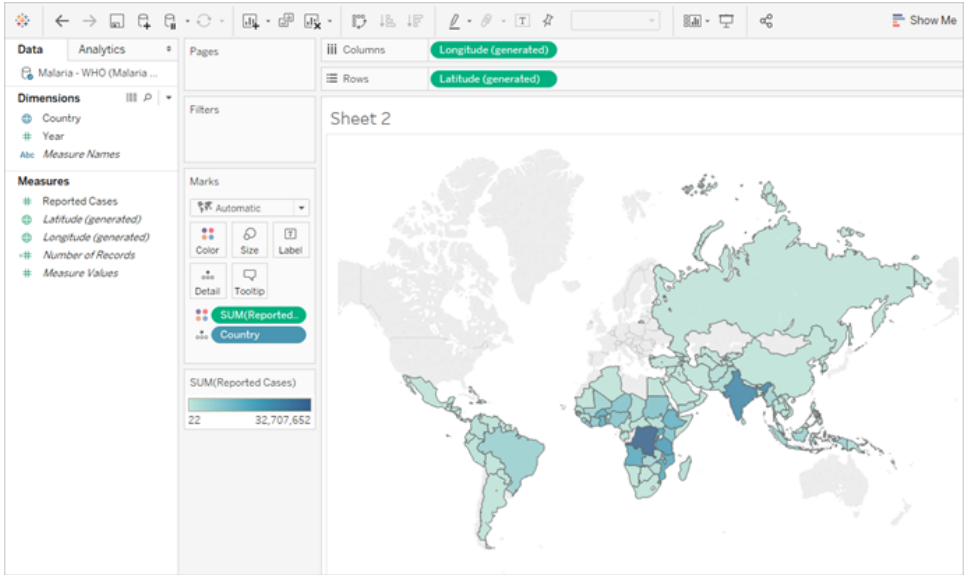 Show Me
Data
Analytics
Malaria - WHO (Malaria ...
Dimensions
Country
Year
Abc Measure Names
Measures
Reported Cases
Latitude (generated)
Longitude (generated)
Number of Records
Measure Values
Pages
Filters
Marks
Automatic
Color Size Label
Detail Tooltip
SUM(Reported..
Country
SUM(Reported Cases)
22 32,707,652
Columns Longitude (generated)
Rows Latitude (generated)
Sheet 2